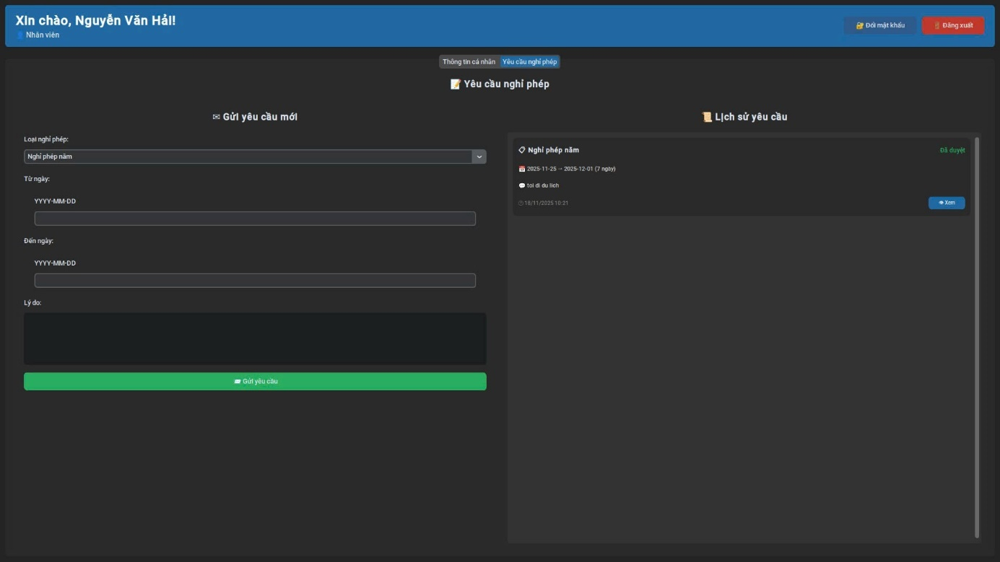 Xin chào, Nguyễn Văn Hải!
👤 Nhân viên
🔐 Đổi mật khẩu
🚪 Đăng xuất
Thông tin cá nhân
Yêu cầu nghỉ phép
📝 Yêu cầu nghỉ phép
✉ Gửi yêu cầu mới
Loại nghỉ phép:
Nghỉ phép năm
Từ ngày:
YYYY-MM-DD
Đến ngày:
YYYY-MM-DD
Lý do:
📨 Gửi yêu cầu
📜 Lịch sử yêu cầu
📋 Nghỉ phép năm
Đã duyệt
📅 2025-11-25 → 2025-12-01 (7 ngày)
💬 toi di du lich
🕐 18/11/2025 10:21
👁 Xem